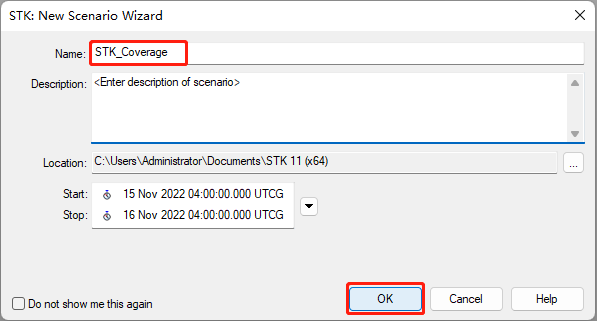 STK: New Scenario Wizard
Name: STK_Coverage
Description: <Enter description of scenario>
Location: C:\Users\Administrator\Documents\STK 11 (x64) ...
Start: 15 Nov 2022 04:00:00.000 UTCG
Stop: 16 Nov 2022 04:00:00.000 UTCG
Do not show me this again OK Cancel Help